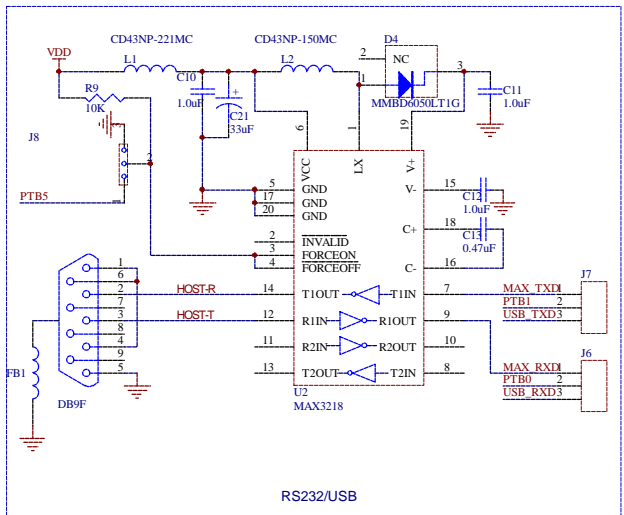 CD43NP-221MC
CD43NP-150MC
D4
VDD
L1
L2
2
NC
3
1
MMBD6050LT1G
C10
1.0uF
C21
33uF
+
C11
1.0uF
R9
10K
J8
3
2
1
PTB5
6
1
19
VCC
LX
V+
5
GND
17
GND
20
GND
V-
15
C12
1.0uF
C+
18
C13
0.47uF
C-
16
2
INVALID
3
FORCEON
4
FORCEOFF
HOST-R
14
T1OUT
T1IN
7
MAX_TXD
1
J7
PTB1
2
USB_TXD
3
HOST-T
12
R1IN
R1OUT
9
11
R2IN
R2OUT
10
13
T2OUT
T2IN
8
MAX_RXD
1
J6
PTB0
2
USB_RXD
3
1
6
2
7
3
8
4
9
5
FB1
DB9F
U2
MAX3218
RS232/USB